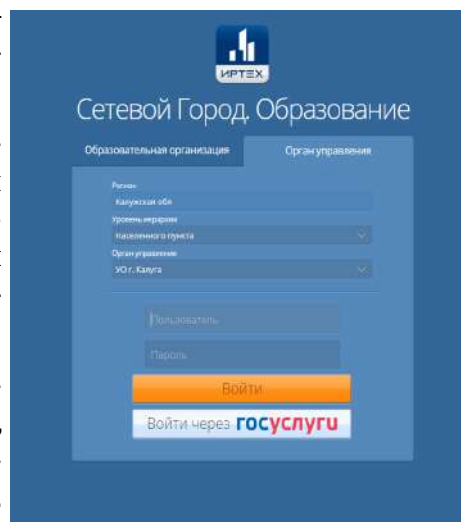 ИРТЕХ
Сетевой Город. Образование
Образовательная организация
Орган управления
Регион
Калужская обл
Уровень иерархии
Населенного пункта
Орган управления
УО г. Калуга
Пользователь
Пароль
Войти
Войти через госуслуги